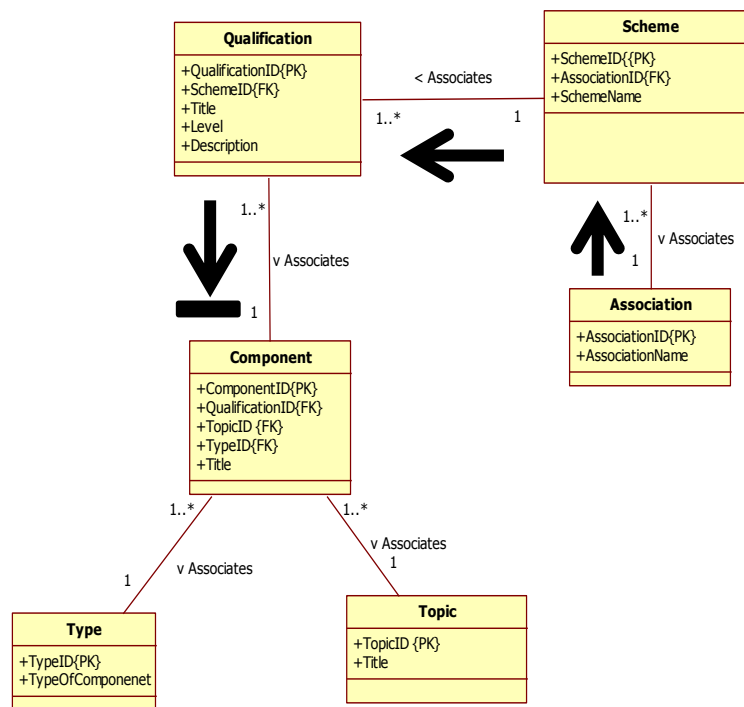 Qualification
+QualificationID{PK}
+SchemeID{FK}
+Title
+Level
+Description
< Associates
1..*
1
Scheme
+SchemeID{{PK}
+AssociationID{FK}
+SchemeName
1..*
v Associates
1
Association
+AssociationID{PK}
+AssociationName
1..*
v Associates
1
Component
+ComponentID{PK}
+QualificationID{FK}
+TopicID {FK}
+TypeID{FK}
+Title
1..*
v Associates
1
1..*
v Associates
1
Type
+TypeID{PK}
+TypeOfComponenet
Topic
+TopicID {PK}
+Title